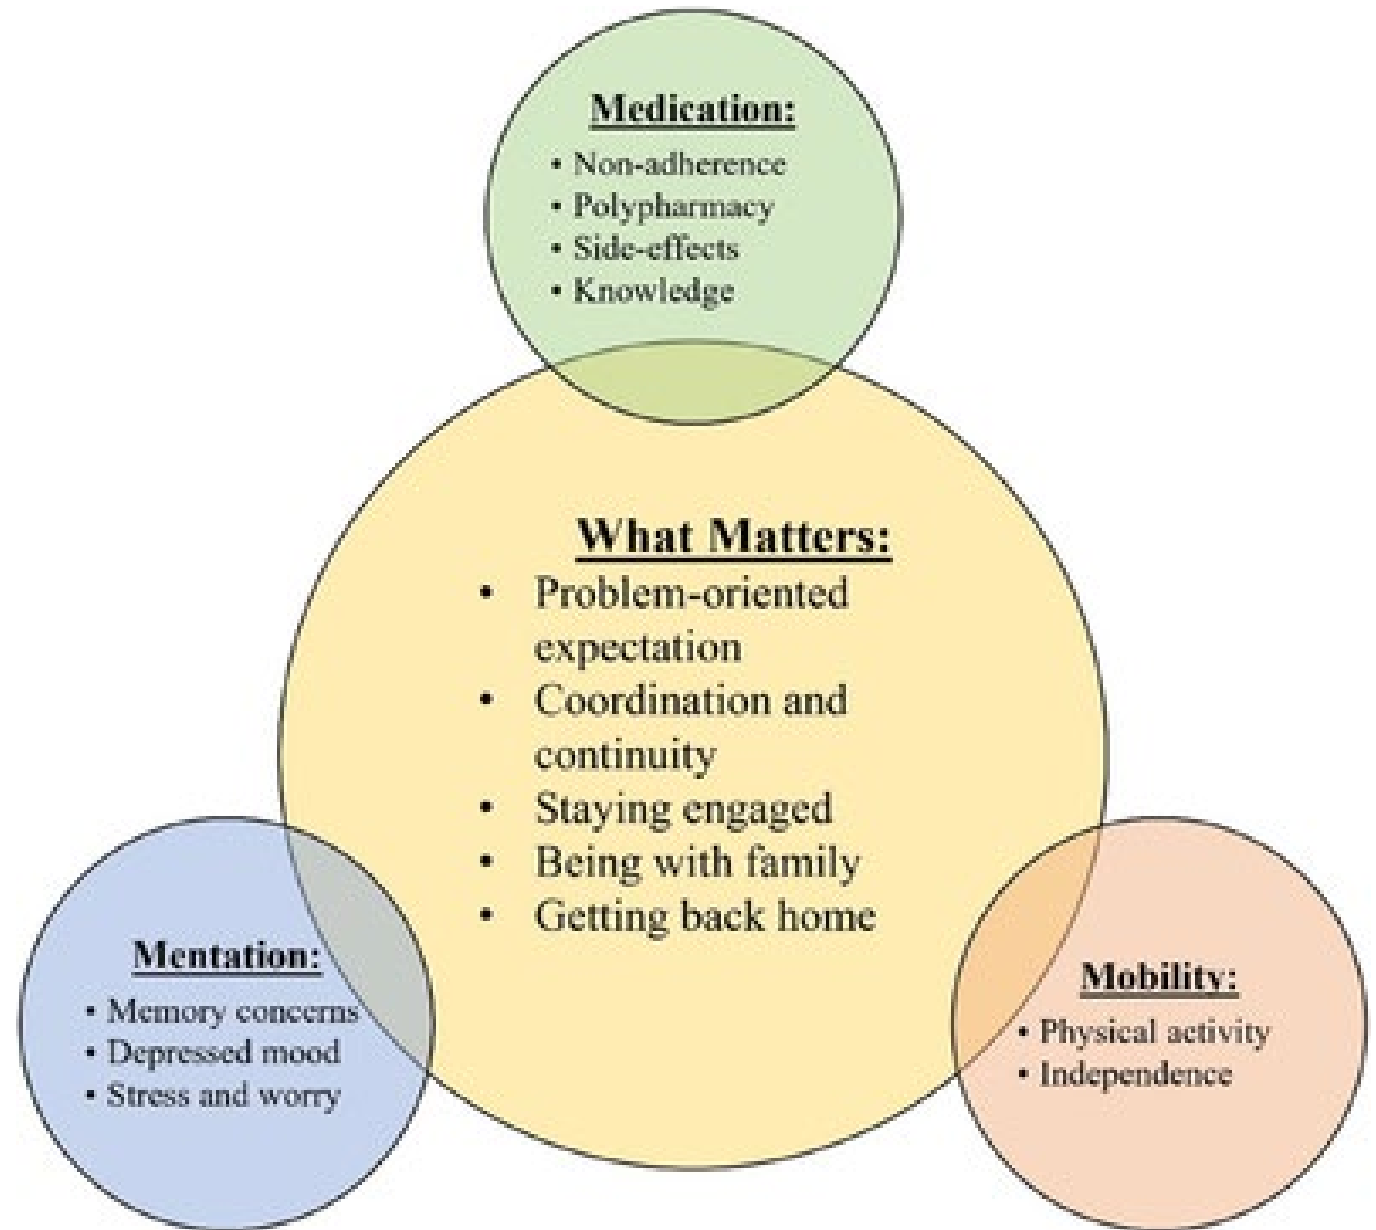 Medication:
• Non-adherence
• Polypharmacy
• Side-effects
• Knowledge
What Matters:
• Problem-oriented
expectation
• Coordination and
continuity
• Staying engaged
• Being with family
• Getting back home
Mentation:
• Memory concerns
• Depressed mood
• Stress and worry
Mobility:
• Physical activity
• Independence